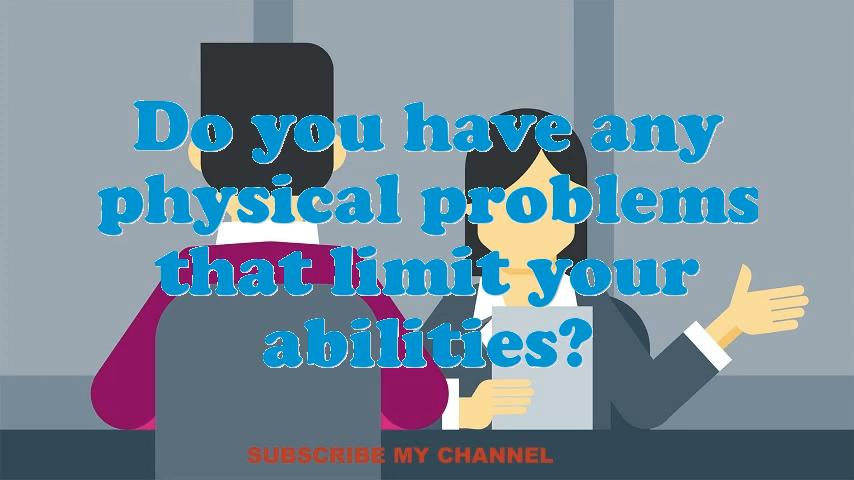 Do you have any
physical problems
that limit your
abilities?
SUBSCRIBE MY CHANNEL